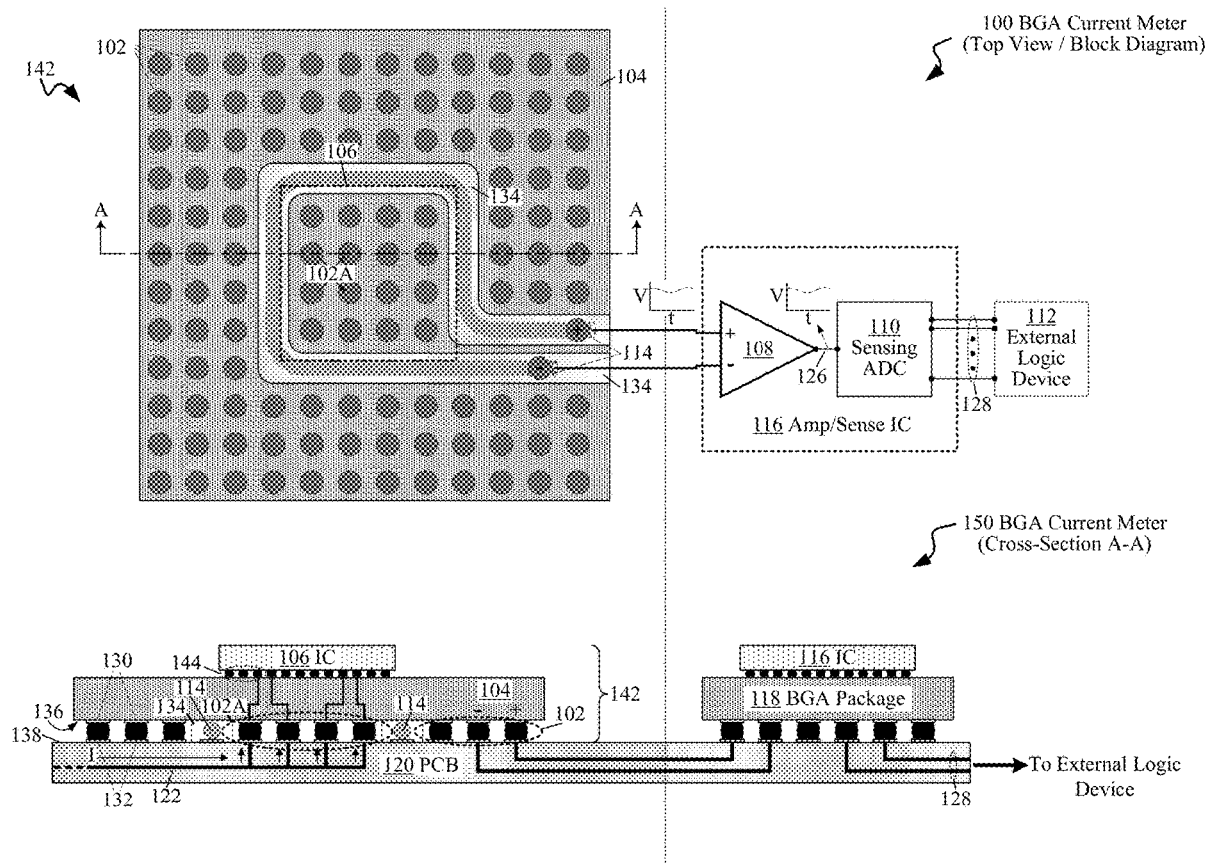 100 BGA Current Meter
(Top View / Block Diagram)
102
142
104
106
134
A
A
102A
V
t
V
t
+
-
108
126
110
Sensing
ADC
112
External
Logic
Device
128
114
134
116 Amp/Sense IC
150 BGA Current Meter
(Cross-Section A-A)
106 IC
144
130
114
134
102A
136
138
104
114
- +
102
142
I
120 PCB
132
122
116 IC
118 BGA Package
128
To External Logic
Device